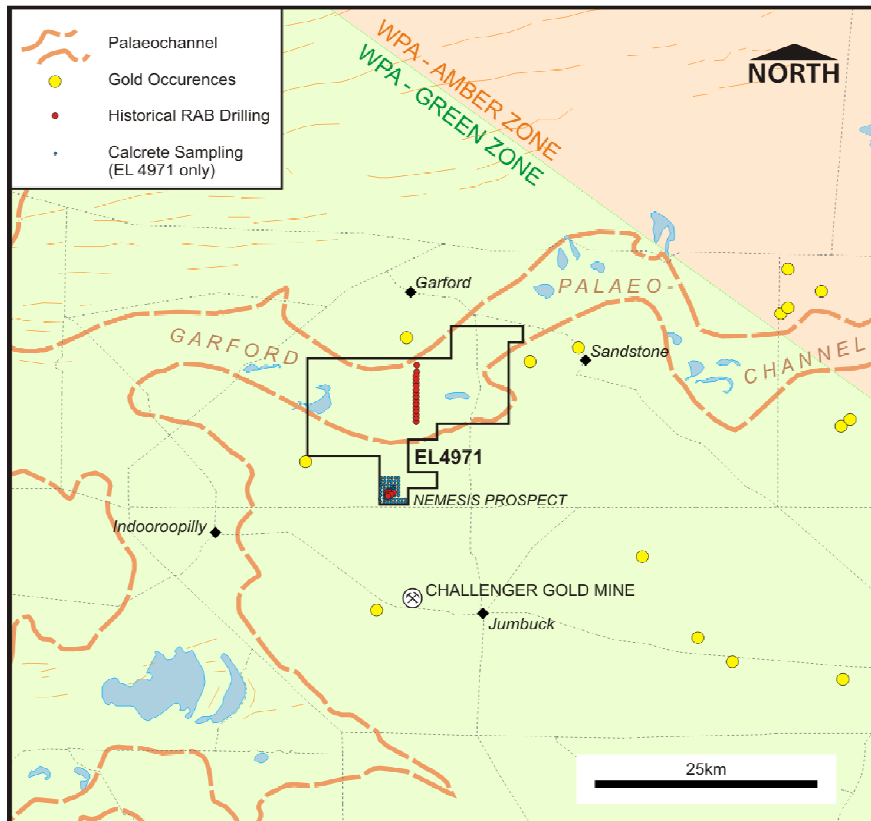 Palaeochannel
Gold Occurences
Historical RAB Drilling
Calcrete Sampling
(EL 4971 only)
WPA - AMBER ZONE
WPA - GREEN ZONE
NORTH
Garford
PALAEO-
GARFORD
Sandstone
CHANNEL
EL4971
NEMESIS PROSPECT
Indooroopilly
CHALLENGER GOLD MINE
Jumbuck
25km